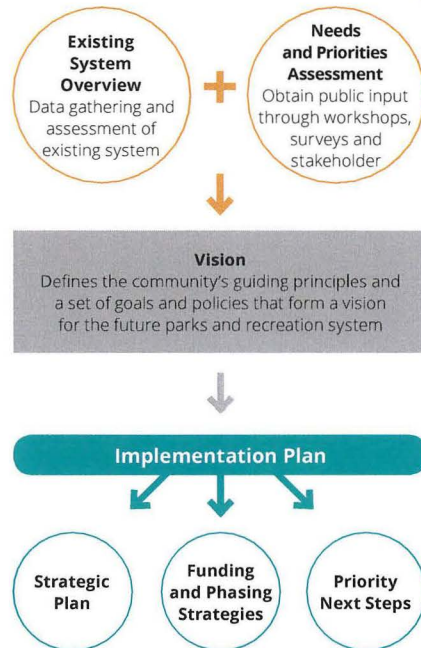 Existing
System
Overview
Data gathering and
assessment of
existing system
+
Needs
and Priorities
Assessment
Obtain public input
through workshops,
surveys and
stakeholder
Vision
Defines the community's guiding principles and
a set of goals and policies that form a vision
for the future parks and recreation system
Implementation Plan
Strategic
Plan
Funding
and Phasing
Strategies
Priority
Next Steps